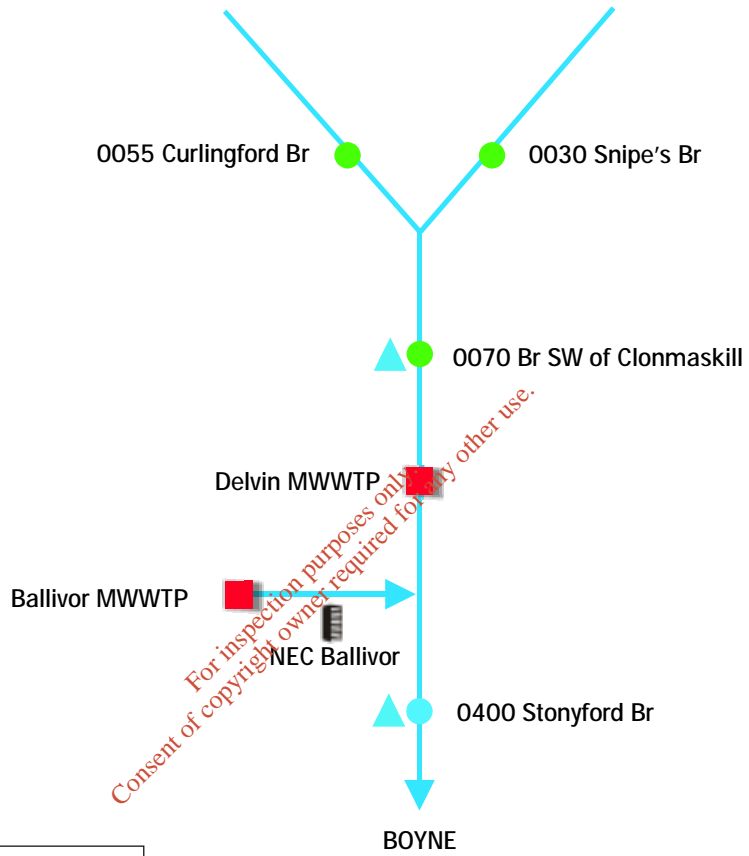 0055 Curlingford Br
0030 Snipe's Br
0070 Br SW of Clonmaskill
Delvin MWWTP
Ballivor MWWTP
NEC Ballivor
0400 Stonyford Br
BOYNE
For inspection purposes only.
Consent of copyright owner required for any other use.